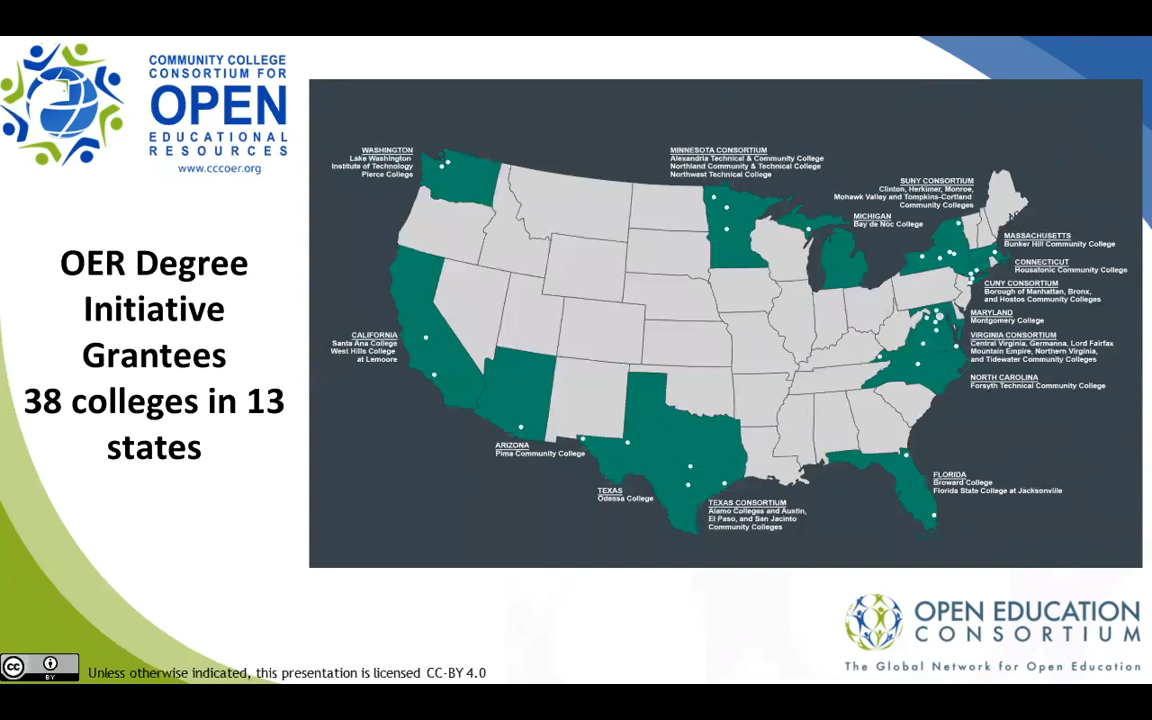 COMMUNITY COLLEGE
CONSORTIUM FOR
OPEN
EDUCATIONAL
RESOURCES
www.cccoer.org
OER Degree
Initiative
Grantees
38 colleges in 13
states
WASHINGTON
Lake Washington
Institute of Technology
Pierce College
MINNESOTA CONSORTIUM
Alexandria Technical & Community College
Northland Community & Technical College
Northwest Technical College
SUNY CONSORTIUM
Clinton, Herkimer, Monroe,
Mohawk Valley and Tompkins-Cortland
Community Colleges
MICHIGAN
Bay de Noc College
MASSACHUSETTS
Bunker Hill Community College
CONNECTICUT
Housatonic Community College
CUNY CONSORTIUM
Borough of Manhattan, Bronx,
and Hostos Community Colleges
MARYLAND
Montgomery College
VIRGINIA CONSORTIUM
Central Virginia, Germanna, Lord Fairfax
Mountain Empire, Northern Virginia,
and Tidewater Community Colleges
NORTH CAROLINA
Forsyth Technical Community College
CALIFORNIA
Santa Ana College
West Hills College
at Lemoore
ARIZONA
Pima Community College
TEXAS
Odessa College
TEXAS CONSORTIUM
Alamo Colleges and Austin,
El Paso, and San Jacinto
Community Colleges
FLORIDA
Broward College
Florida State College at Jacksonville
OPEN EDUCATION
CONSORTIUM
The Global Network for Open Education
cc
BY
Unless otherwise indicated, this presentation is licensed CC-BY 4.0